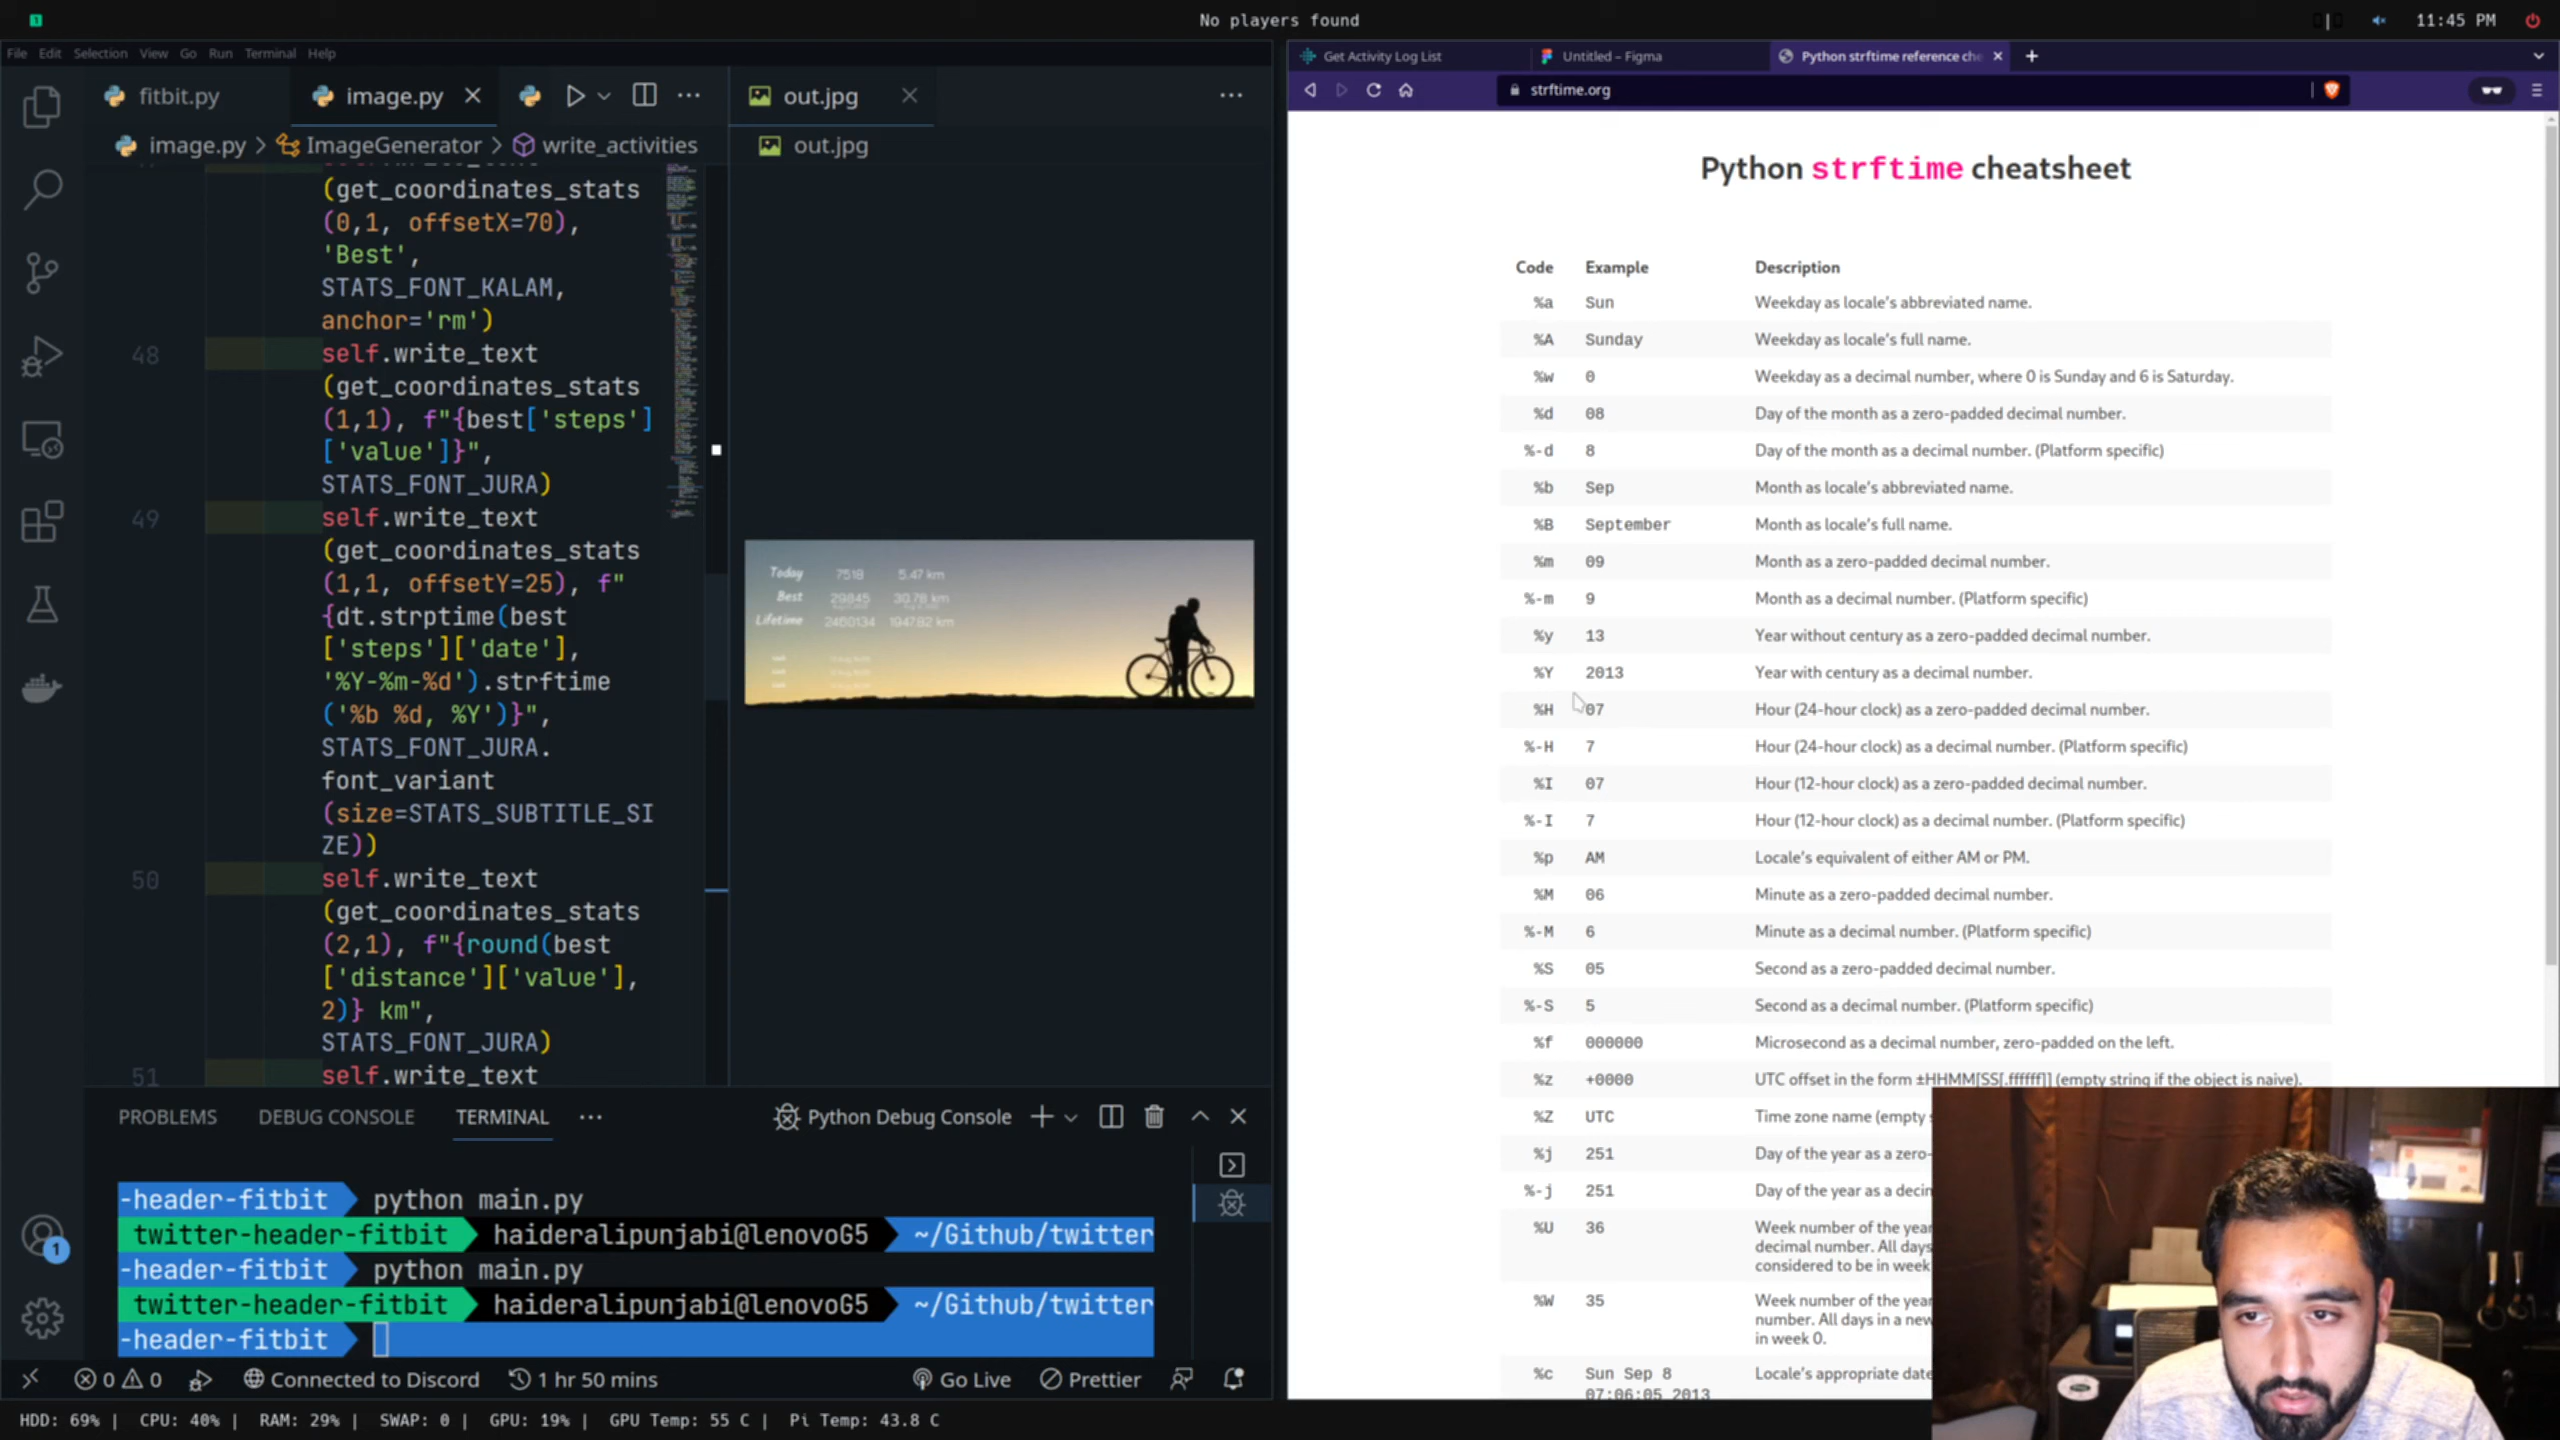 1
No players found
11:45 PM
File Edit Selection View Go Run Terminal Help
fitbit.py
image.py
image.py > ImageGenerator > write_activities
(get_coordinates_stats
(0,1, offsetX=70),
'Best',
STATS_FONT_KALAM,
anchor='rm')
48 self.write_text
(get_coordinates_stats
(1,1), f"{best['steps']
['value']}",
STATS_FONT_JURA)
49 self.write_text
(get_coordinates_stats
(1,1, offsetY=25), f"
{dt.strptime(best
['steps']['date'],
'%Y-%m-%d').strftime
('%b %d, %Y')}",
STATS_FONT_JURA.
font_variant
(size=STATS_SUBTITLE_SI
ZE))
50 self.write_text
(get_coordinates_stats
(2,1), f"{round(best
['distance']['value'],
2)} km",
STATS_FONT_JURA)
51 self.write_text
out.jpg
out.jpg
Today 7518 5.47 km
Best 29845 30.78 km
Lifetime 2460134 1947.82 km
PROBLEMS DEBUG CONSOLE TERMINAL
Python Debug Console
-header-fitbit python main.py
twitter-header-fitbit haideralipunjabi@lenovoG5 ~/Github/twitter
-header-fitbit python main.py
twitter-header-fitbit haideralipunjabi@lenovoG5 ~/Github/twitter
-header-fitbit
1
0 0 Connected to Discord 1 hr 50 mins Go Live Prettier
HDD: 69% | CPU: 40% | RAM: 29% | SWAP: 0 | GPU: 19% | GPU Temp: 55 C | Pi Temp: 43.8 C
Get Activity Log List
Untitled – Figma
Python strftime reference che
strftime.org
Python strftime cheatsheet
Code Example Description
%a Sun Weekday as locale's abbreviated name.
%A Sunday Weekday as locale's full name.
%w 0 Weekday as a decimal number, where 0 is Sunday and 6 is Saturday.
%d 08 Day of the month as a zero-padded decimal number.
%-d 8 Day of the month as a decimal number. (Platform specific)
%b Sep Month as locale's abbreviated name.
%B September Month as locale's full name.
%m 09 Month as a zero-padded decimal number.
%-m 9 Month as a decimal number. (Platform specific)
%y 13 Year without century as a zero-padded decimal number.
%Y 2013 Year with century as a decimal number.
%H 07 Hour (24-hour clock) as a zero-padded decimal number.
%-H 7 Hour (24-hour clock) as a decimal number. (Platform specific)
%I 07 Hour (12-hour clock) as a zero-padded decimal number.
%-I 7 Hour (12-hour clock) as a decimal number. (Platform specific)
%p AM Locale's equivalent of either AM or PM.
%M 06 Minute as a zero-padded decimal number.
%-M 6 Minute as a decimal number. (Platform specific)
%S 05 Second as a zero-padded decimal number.
%-S 5 Second as a decimal number. (Platform specific)
%f 000000 Microsecond as a decimal number, zero-padded on the left.
%z +0000 UTC offset in the form ±HHMM[SS[.ffffff]] (empty string if the object is naive).
%Z UTC Time zone name (empty
%j 251 Day of the year as a zero-
%-j 251 Day of the year as a decim
%U 36 Week number of the year
decimal number. All days
considered to be in week
%W 35 Week number of the year
number. All days in a new
in week 0.
%c Sun Sep 8 Locale's appropriate date
07:06:05 2013